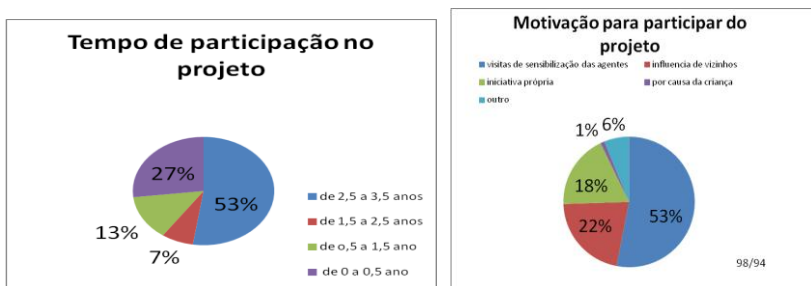 Tempo de participação no
projeto
27%
53%
13%
7%
de 2,5 a 3,5 anos
de 1,5 a 2,5 anos
de o,5 a 1,5 ano
de 0 a 0,5 ano
Motivação para participar do
projeto
visitas de sensibilização das agentes
influencia de vizinhos
iniciativa própria
por causa da criança
outro
1%
6%
18%
53%
22%
98/94